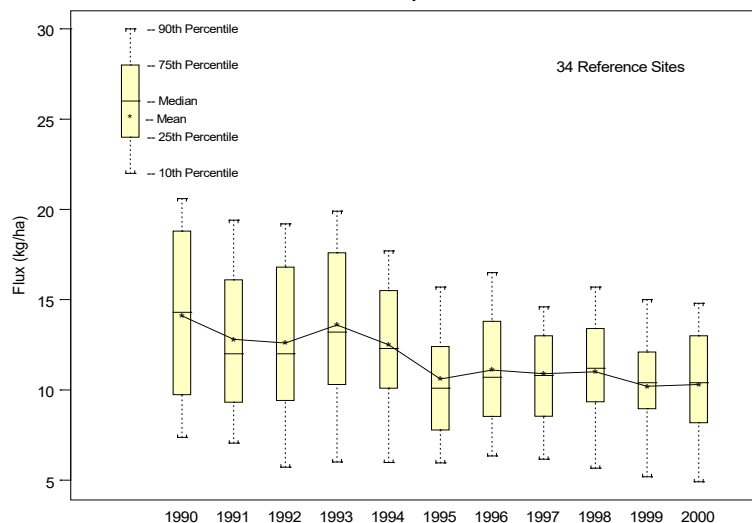 30
25
20
15
10
5
Flux (kg/ha)
-- 90th Percentile
-- 75th Percentile
-- Median
-- Mean
-- 25th Percentile
-- 10th Percentile
34 Reference Sites
1990 1991 1992 1993 1994 1995 1996 1997 1998 1999 2000